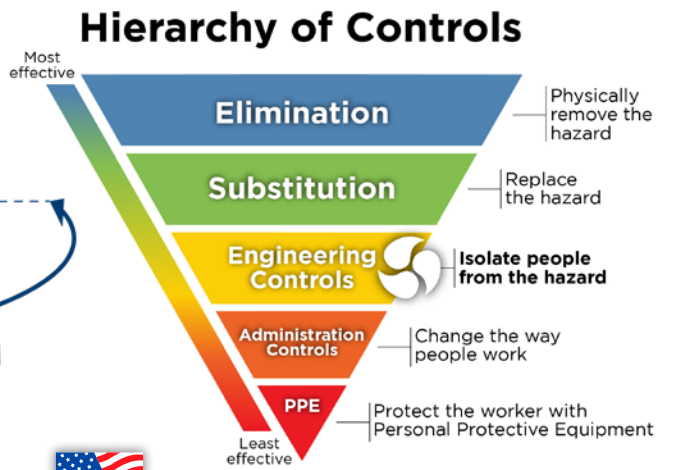 Hierarchy of Controls
Most
effective
Elimination
Physically
remove the
hazard
Substitution
Replace
the hazard
Engineering
Controls
Isolate people
from the hazard
Administration
Controls
Change the way
people work
PPE
Protect the worker with
Personal Protective Equipment
Least
effective